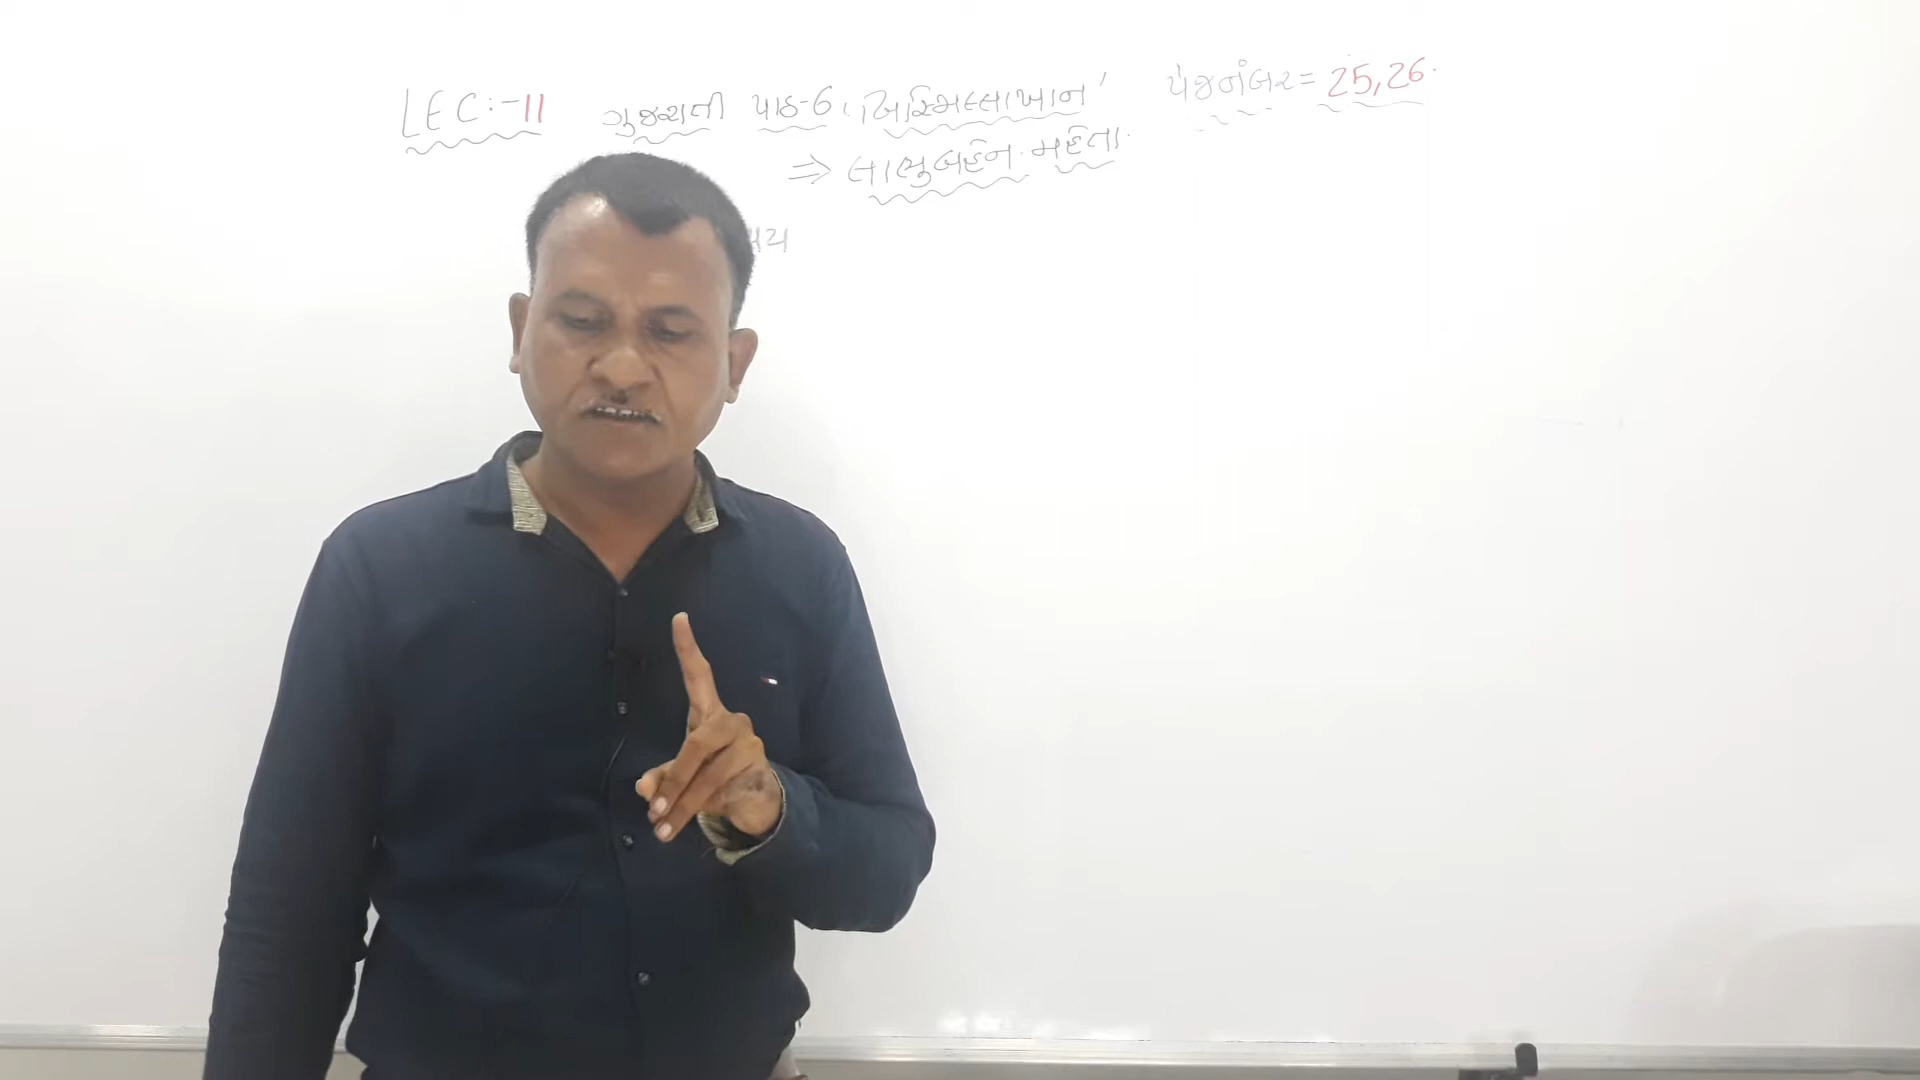 LEC:-11 ગુજરાતી પાઠ-6 'બિસ્મિલ્લાખાન' પેજનંબર = 25,26.
⇒ લાભુબહેન. મહેતા.